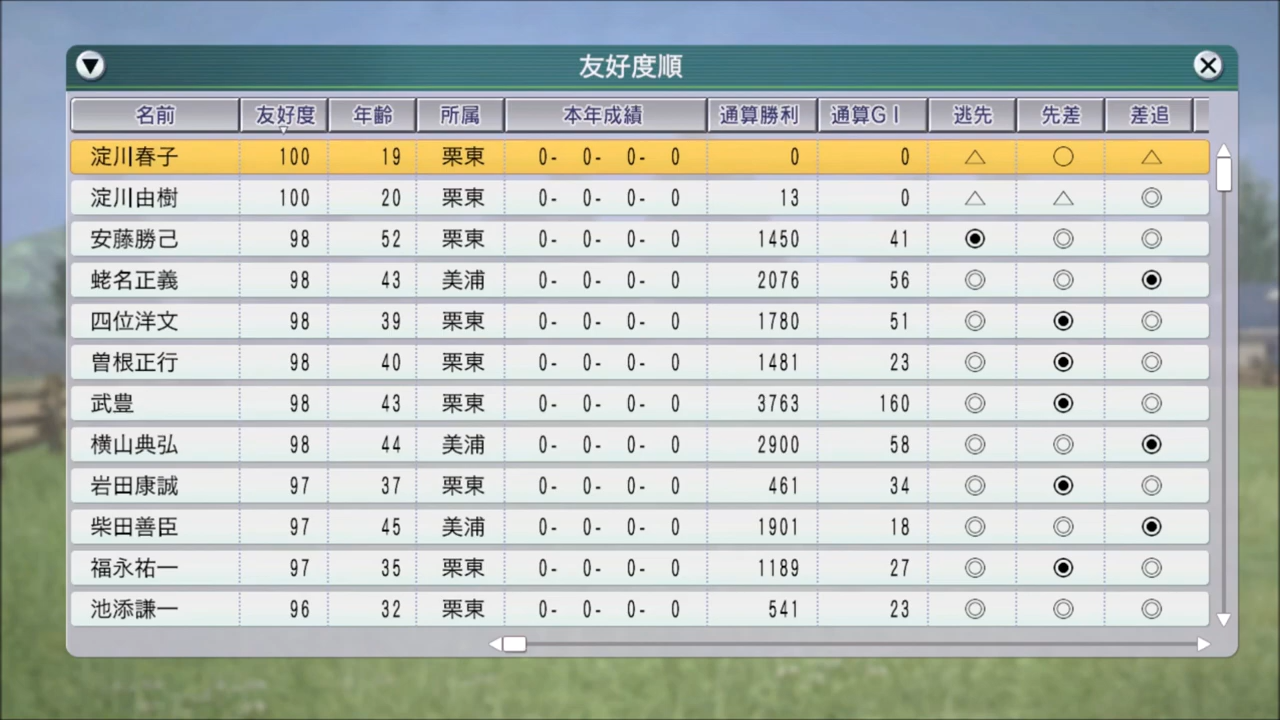 友好度順
名前 友好度 年齢 所属 本年成績 通算勝利 通算GⅠ 逃先 先差 差追
淀川春子 100 19 栗東 0- 0- 0- 0 0 0 △ ○ △
淀川由樹 100 20 栗東 0- 0- 0- 0 13 0 △ △ ◎
安藤勝己 98 52 栗東 0- 0- 0- 0 1450 41 ◉ ◎ ◎
蛯名正義 98 43 美浦 0- 0- 0- 0 2076 56 ◎ ◎ ◉
四位洋文 98 39 栗東 0- 0- 0- 0 1780 51 ◎ ◉ ◎
曽根正行 98 40 栗東 0- 0- 0- 0 1481 23 ◎ ◉ ◎
武豊 98 43 栗東 0- 0- 0- 0 3763 160 ◎ ◉ ◎
横山典弘 98 44 美浦 0- 0- 0- 0 2900 58 ◎ ◎ ◉
岩田康誠 97 37 栗東 0- 0- 0- 0 461 34 ◎ ◉ ◎
柴田善臣 97 45 美浦 0- 0- 0- 0 1901 18 ◎ ◎ ◉
福永祐一 97 35 栗東 0- 0- 0- 0 1189 27 ◎ ◉ ◎
池添謙一 96 32 栗東 0- 0- 0- 0 541 23 ◎ ◎ ◎